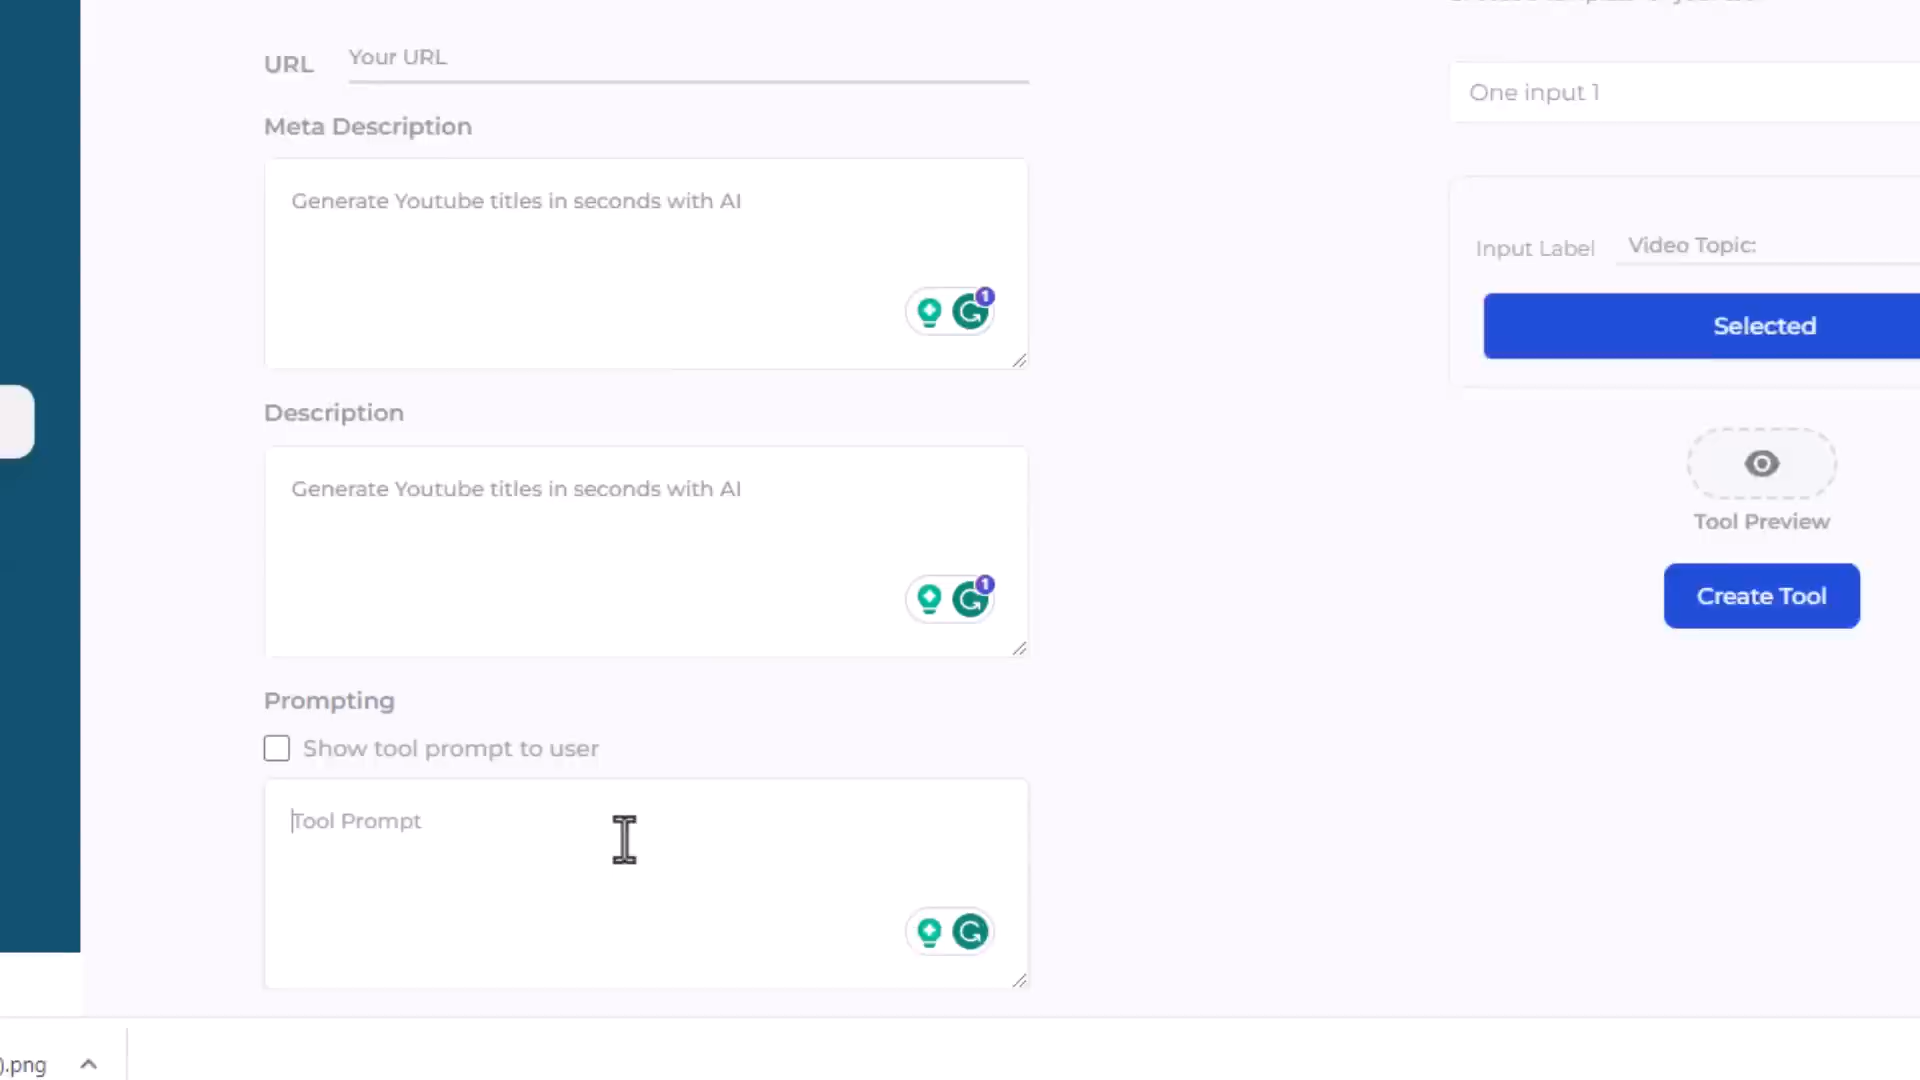 URL Your URL
Meta Description
Generate Youtube titles in seconds with AI
1
Description
Generate Youtube titles in seconds with AI
1
Prompting
Show tool prompt to user
Tool Prompt
One input 1
Input Label Video Topic:
Selected
Tool Preview
Create Tool
).png